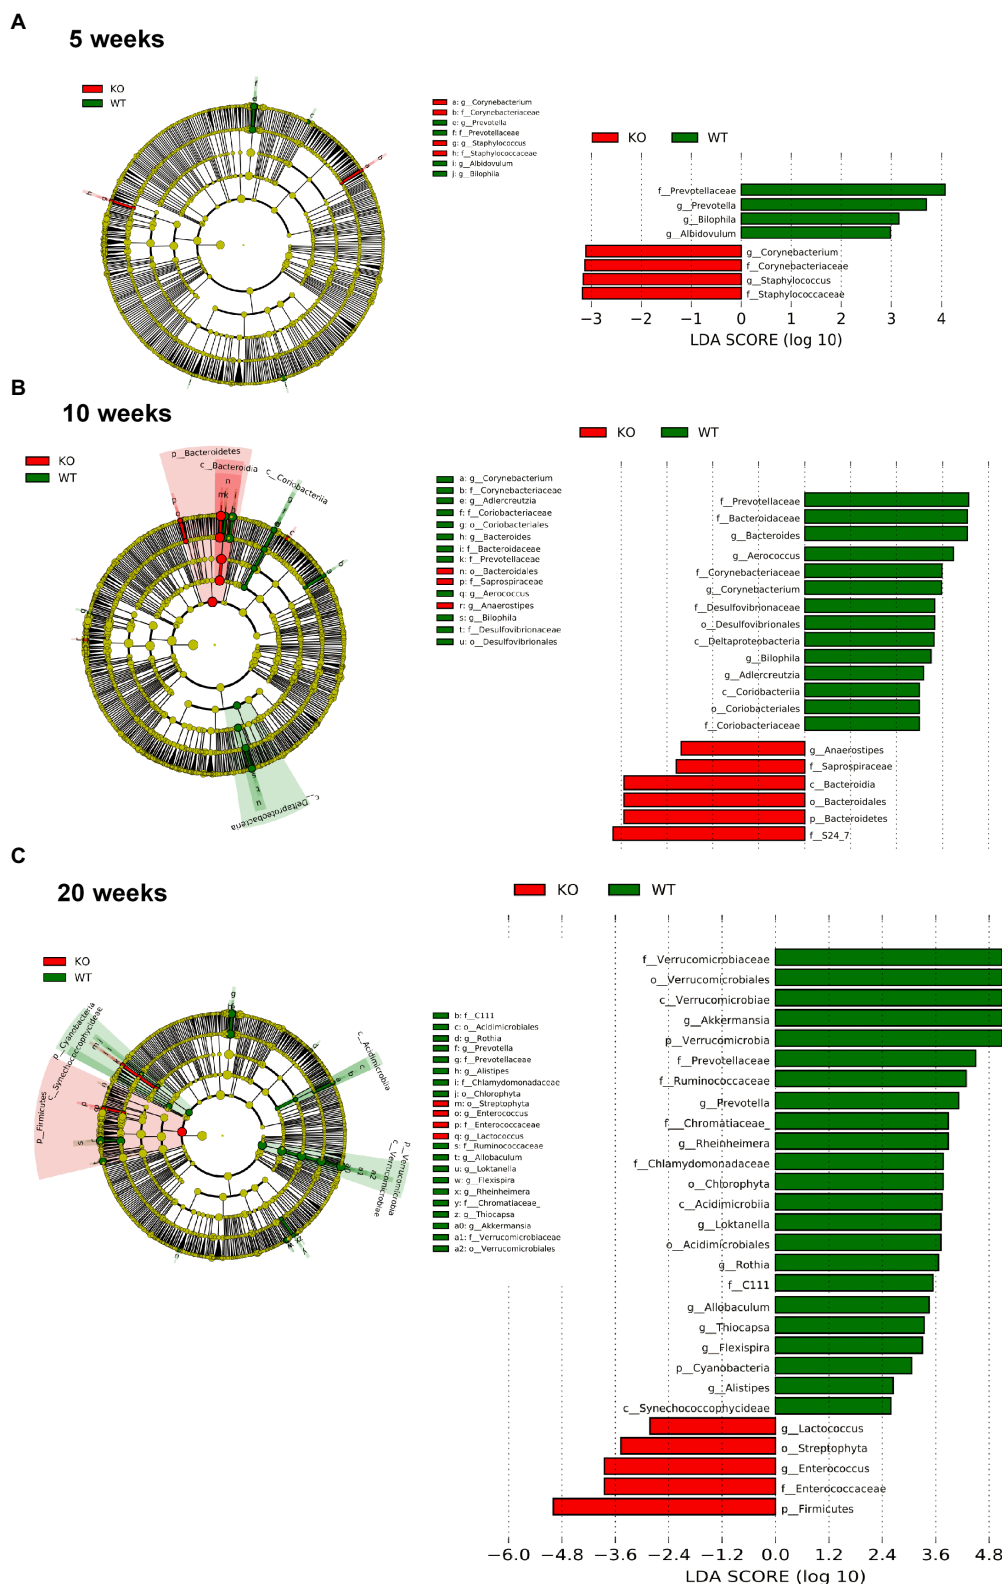 A
5 weeks
KO
WT
a: g__Corynebacterium
b: f__Corynebacteriaceae
e: g__Prevotella
f: f__Prevotellaceae
g: g__Staphylococcus
h: f__Staphylococcaceae
i: g__Albidovulum
j: g__Bilophila
KO WT
f__Prevotellaceae
g__Prevotella
g__Bilophila
g__Albidovulum
g__Corynebacterium
f__Corynebacteriaceae
g__Staphylococcus
f__Staphylococcaceae
−3 −2 −1 0 1 2 3 4
LDA SCORE (log 10)
B
10 weeks
KO
WT
p__Bacteroidetes
c__Bacteroidia
c__Coriobacteriia
c__Deltaproteobacteria
a: g__Corynebacterium
b: f__Corynebacteriaceae
e: g__Adlercreutzia
f: f__Coriobacteriaceae
g: o__Coriobacteriales
h: g__Bacteroides
i: f__Bacteroidaceae
k: f__Prevotellaceae
n: o__Bacteroidales
p: f__Saprospiraceae
q: g__Aerococcus
r: g__Anaerostipes
s: g__Bilophila
t: f__Desulfovibrionaceae
u: o__Desulfovibrionales
KO WT
f__Prevotellaceae
f__Bacteroidaceae
g__Bacteroides
g__Aerococcus
f__Corynebacteriaceae
g__Corynebacterium
f__Desulfovibrionaceae
o__Desulfovibrionales
c__Deltaproteobacteria
g__Bilophila
g__Adlercreutzia
c__Coriobacteriia
o__Coriobacteriales
f__Coriobacteriaceae
g__Anaerostipes
f__Saprospiraceae
c__Bacteroidia
o__Bacteroidales
p__Bacteroidetes
f__S24_7
C
20 weeks
KO
WT
p__Cyanobacteria
c__Synechococcophycideae
p__Firmicutes
c__Acidimicrobiia
p__Verrucomicrobia
c__Verrucomicrobiae
b: f__C111
c: o__Acidimicrobiales
d: g__Rothia
f: g__Prevotella
g: f__Prevotellaceae
h: g__Alistipes
i: f__Chlamydomonadaceae
j: o__Chlorophyta
m: o__Streptophyta
o: g__Enterococcus
p: f__Enterococcaceae
q: g__Lactococcus
s: f__Ruminococcaceae
t: g__Allobaculum
u: g__Loktanella
w: g__Flexispira
x: g__Rheinheimera
y: f___Chromatiaceae_
z: g__Thiocapsa
a0: g__Akkermansia
a1: f__Verrucomicrobiaceae
a2: o__Verrucomicrobiales
KO WT
f__Verrucomicrobiaceae
o__Verrucomicrobiales
c__Verrucomicrobiae
g__Akkermansia
p__Verrucomicrobia
f__Prevotellaceae
f__Ruminococcaceae
g__Prevotella
f___Chromatiaceae_
g__Rheinheimera
f__Chlamydomonadaceae
o__Chlorophyta
c__Acidimicrobiia
g__Loktanella
o__Acidimicrobiales
g__Rothia
f__C111
g__Allobaculum
g__Thiocapsa
g__Flexispira
p__Cyanobacteria
g__Alistipes
c__Synechococcophycideae
g__Lactococcus
o__Streptophyta
g__Enterococcus
f__Enterococcaceae
p__Firmicutes
−6.0 −4.8 −3.6 −2.4 −1.2 0.0 1.2 2.4 3.6 4.8
LDA SCORE (log 10)